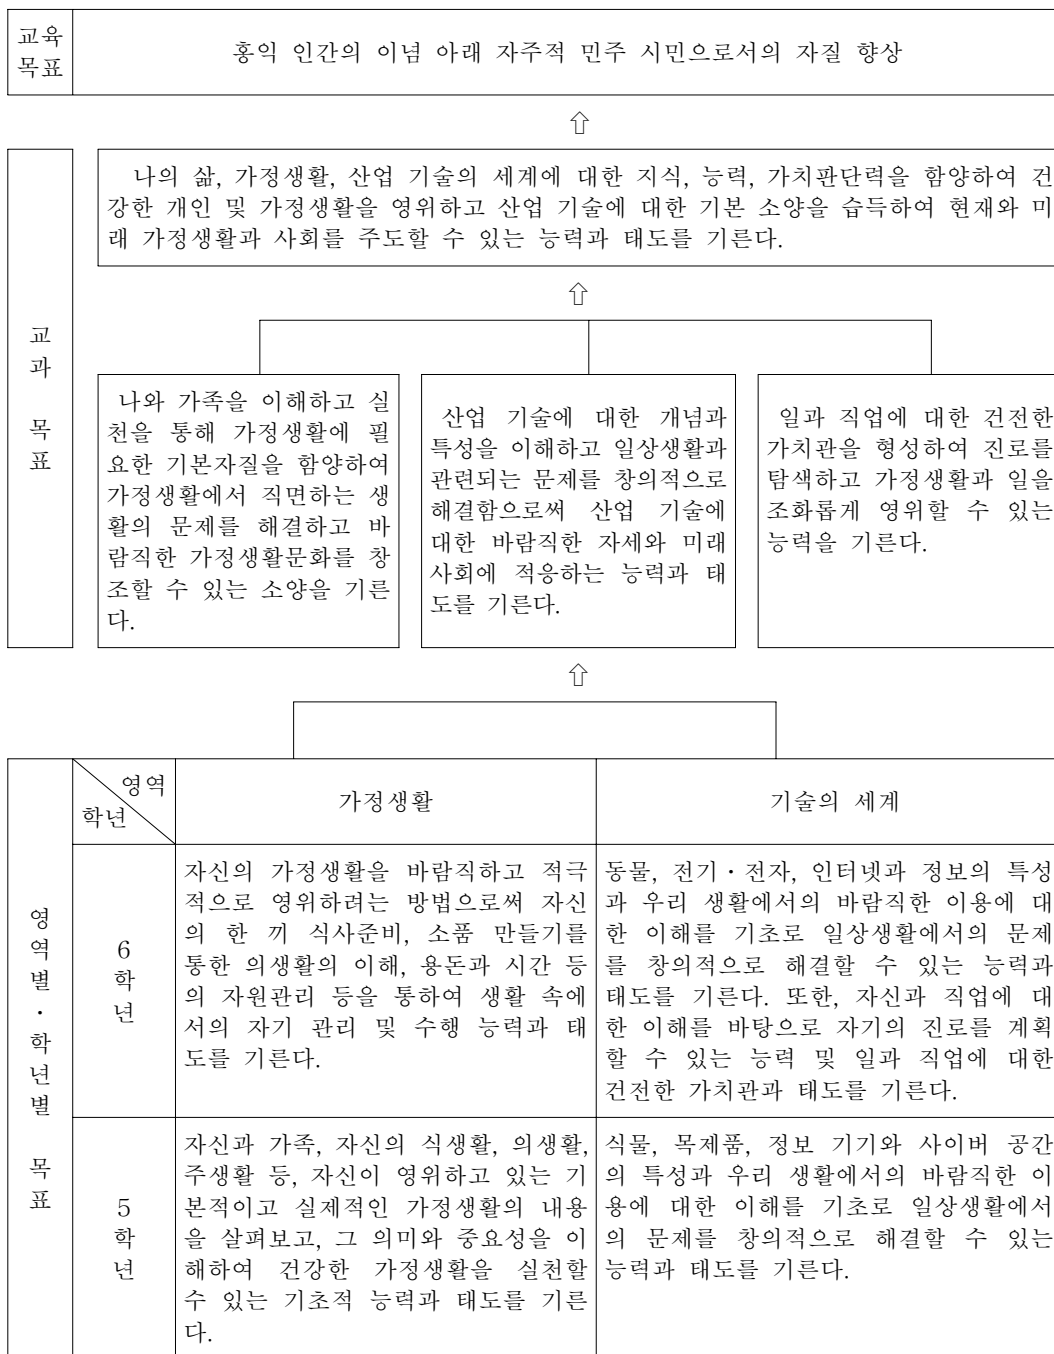 교육
목표
홍익 인간의 이념 아래 자주적 민주 시민으로서의 자질 향상
⇧
교과 목표
나의 삶, 가정생활, 산업 기술의 세계에 대한 지식, 능력, 가치판단력을 함양하여 건
강한 개인 및 가정생활을 영위하고 산업 기술에 대한 기본 소양을 습득하여 현재와 미
래 가정생활과 사회를 주도할 수 있는 능력과 태도를 기른다.
⇧
나와 가족을 이해하고 실
천을 통해 가정생활에 필
요한 기본자질을 함양하여
가정생활에서 직면하는 생
활의 문제를 해결하고 바
람직한 가정생활문화를 창
조할 수 있는 소양을 기른
다.
산업 기술에 대한 개념과
특성을 이해하고 일상생활과
관련되는 문제를 창의적으로
해결함으로써 산업 기술에
대한 바람직한 자세와 미래
사회에 적응하는 능력과 태
도를 기른다.
일과 직업에 대한 건전한
가치관을 형성하여 진로를
탐색하고 가정생활과 일을
조화롭게 영위할 수 있는
능력을 기른다.
⇧
영역별·학년별 목표
영역
학년
가정생활
기술의 세계
6
학
년
자신의 가정생활을 바람직하고 적극
적으로 영위하려는 방법으로써 자신
의 한 끼 식사준비, 소품 만들기를
통한 의생활의 이해, 용돈과 시간 등
의 자원관리 등을 통하여 생활 속에
서의 자기 관리 및 수행 능력과 태
도를 기른다.
동물, 전기·전자, 인터넷과 정보의 특성
과 우리 생활에서의 바람직한 이용에 대
한 이해를 기초로 일상생활에서의 문제
를 창의적으로 해결할 수 있는 능력과
태도를 기른다. 또한, 자신과 직업에 대
한 이해를 바탕으로 자기의 진로를 계획
할 수 있는 능력 및 일과 직업에 대한
건전한 가치관과 태도를 기른다.
5
학
년
자신과 가족, 자신의 식생활, 의생활,
주생활 등, 자신이 영위하고 있는 기
본적이고 실제적인 가정생활의 내용
을 살펴보고, 그 의미와 중요성을 이
해하여 건강한 가정생활을 실천할
수 있는 기초적 능력과 태도를 기른
다.
식물, 목제품, 정보 기기와 사이버 공간
의 특성과 우리 생활에서의 바람직한 이
용에 대한 이해를 기초로 일상생활에서
의 문제를 창의적으로 해결할 수 있는
능력과 태도를 기른다.